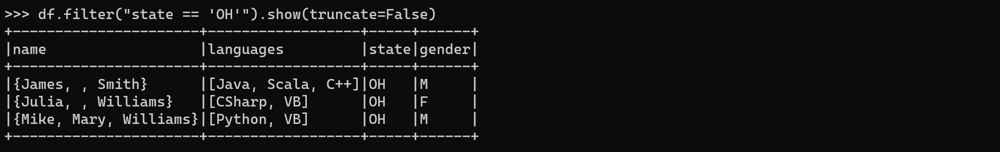 >>> df.filter("state == 'OH'").show(truncate=False)
+----------------------+------------------+-----+------+
|name                  |languages         |state|gender|
+----------------------+------------------+-----+------+
|{James, , Smith}      |[Java, Scala, C++]|OH   |M     |
|{Julia, , Williams}   |[CSharp, VB]      |OH   |F     |
|{Mike, Mary, Williams}|[Python, VB]      |OH   |M     |
+----------------------+------------------+-----+------+